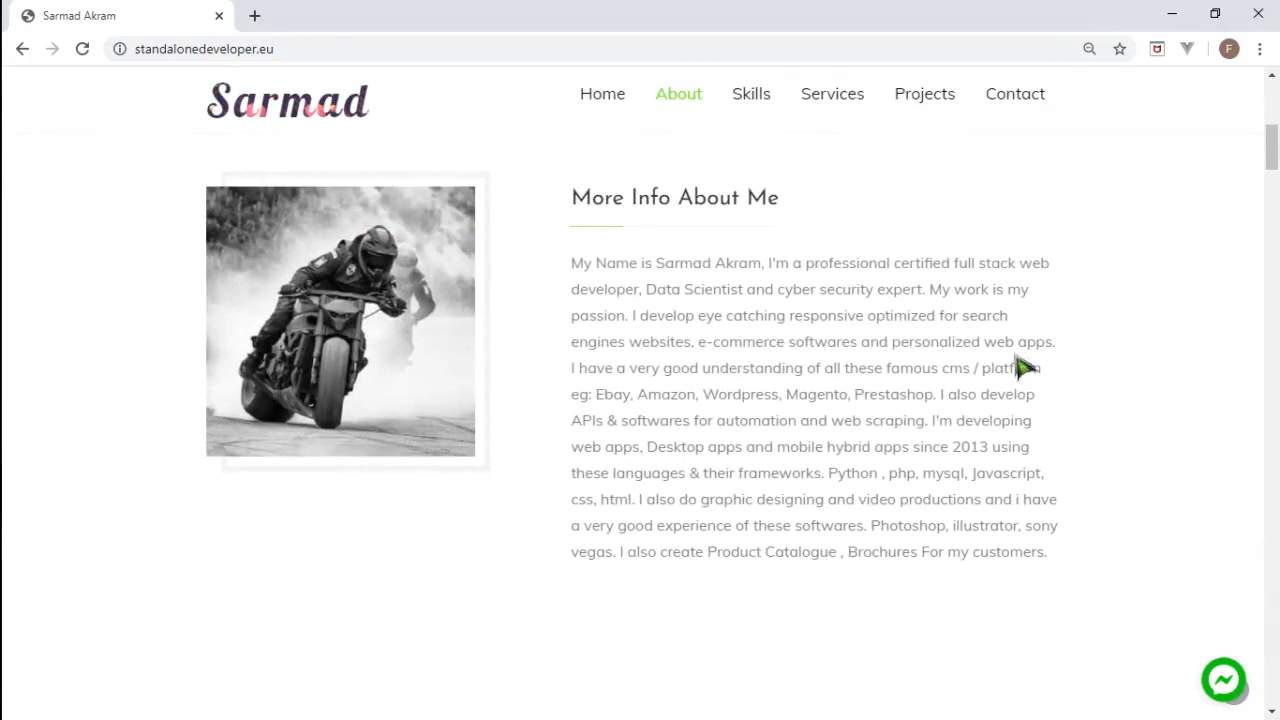 Sarmad Akram
standalonedeveloper.eu
F
Sarmad
Home About Skills Services Projects Contact
More Info About Me
My Name is Sarmad Akram, I'm a professional certified full stack web
developer, Data Scientist and cyber security expert. My work is my
passion. I develop eye catching responsive optimized for search
engines websites, e-commerce softwares and personalized web apps.
I have a very good understanding of all these famous cms /
eg: Ebay, Amazon, Wordpress, Magento, Prestashop. I also develop
APIs & softwares for automation and web scraping. I'm developing
web apps, Desktop apps and mobile hybrid apps since 2013 using
these languages & their frameworks. Python , php, mysql, Javascript,
css, html. I also do graphic designing and video productions and i have
a very good experience of these softwares. Photoshop, illustrator, sony
vegas. I also create Product Catalogue , Brochures For my customers.